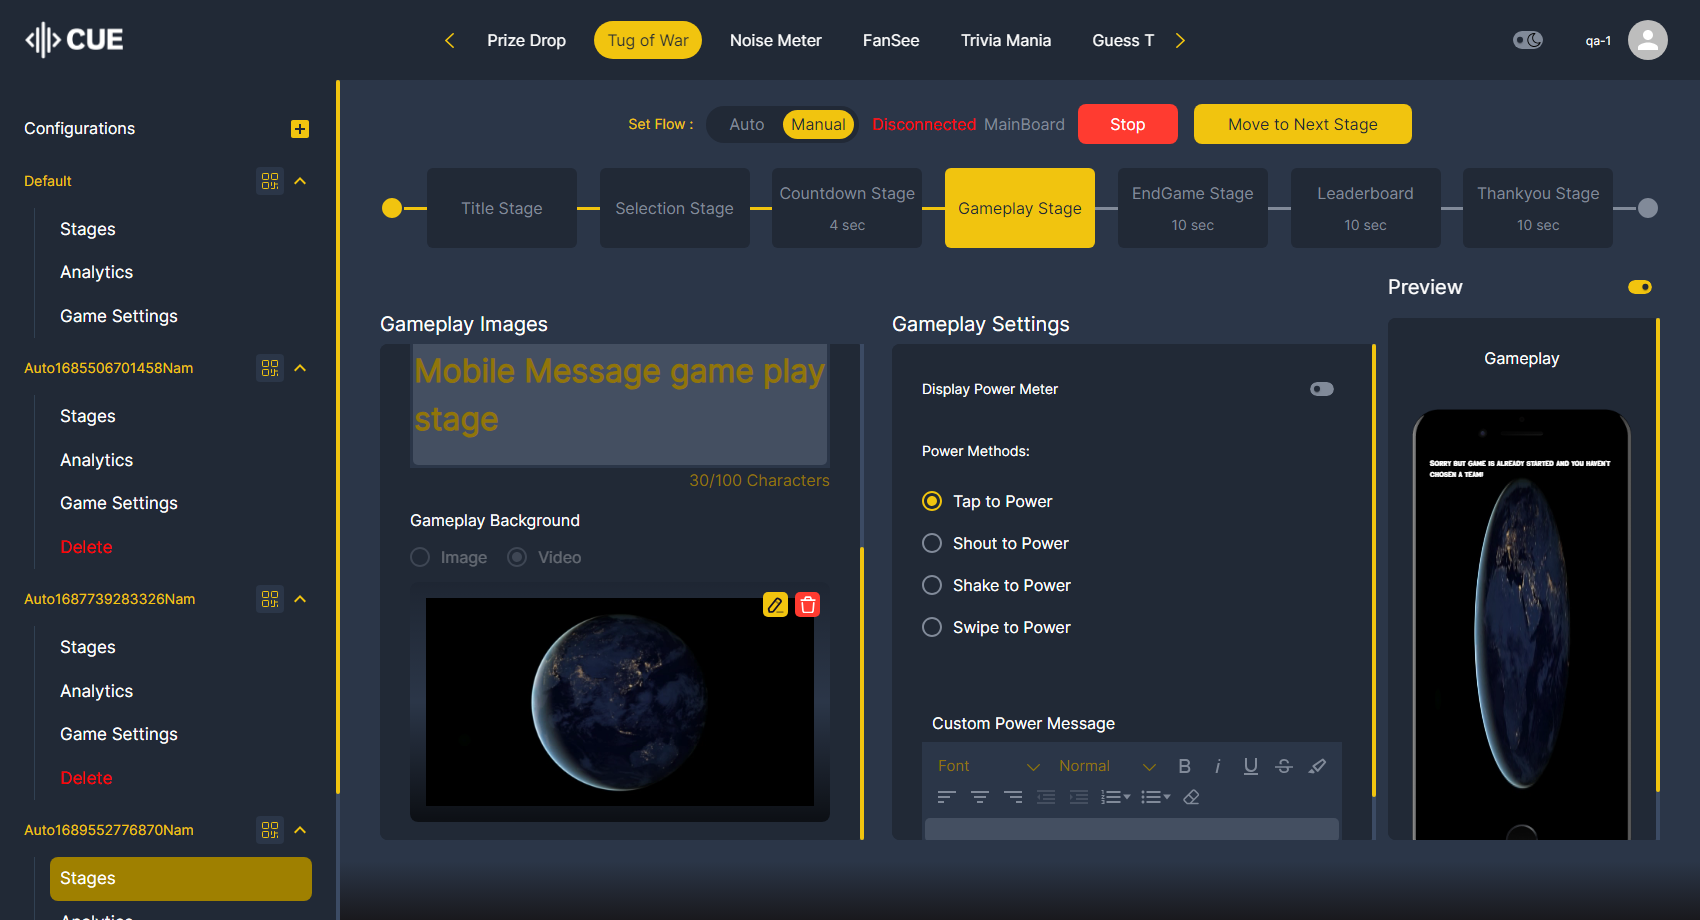 CUE
Prize Drop
Tug of War
Noise Meter
FanSee
Trivia Mania
Guess T
qa-1
Configurations
Default
Stages
Analytics
Game Settings
Auto1685506701458Nam
Stages
Analytics
Game Settings
Delete
Auto1687739283326Nam
Stages
Analytics
Game Settings
Delete
Auto1689552776870Nam
Stages
Analytics
Set Flow :
Auto
Manual
Disconnected MainBoard
Stop
Move to Next Stage
Title Stage
Selection Stage
Countdown Stage
4 sec
Gameplay Stage
EndGame Stage
10 sec
Leaderboard
10 sec
Thankyou Stage
10 sec
Gameplay Images
Mobile Message game play
stage
30/100 Characters
Gameplay Background
Image
Video
Gameplay Settings
Display Power Meter
Power Methods:
Tap to Power
Shout to Power
Shake to Power
Swipe to Power
Custom Power Message
Font
Normal
B
i
U
S
Preview
Gameplay
Sorry but game is already started and you haven't
chosen a team!